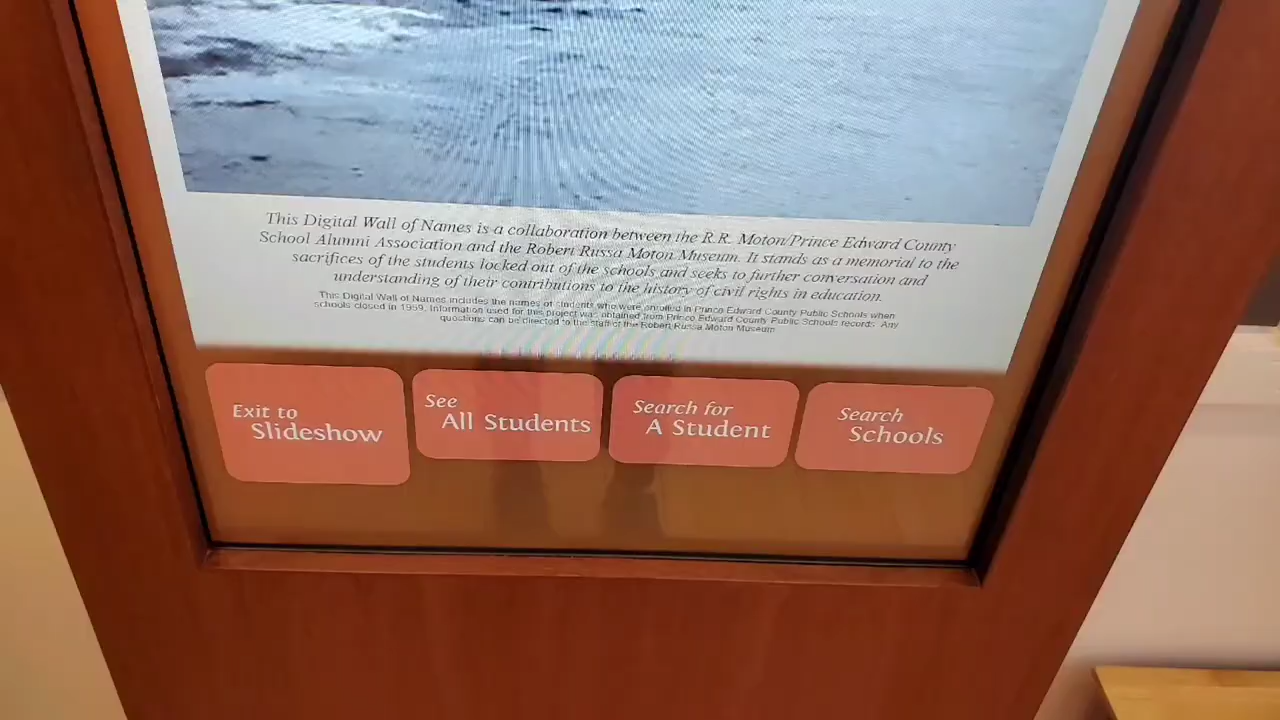 This Digital Wall of Names is a collaboration between the R.R. Moton/Prince Edward County
School Alumni Association and the Robert Russa Moton Museum. It stands as a memorial to the
sacrifices of the students locked out of the schools and seeks to further conversation and
understanding of their contributions to the history of civil rights in education.
This Digital Wall of Names includes the names of students who were enrolled in Prince Edward County Public Schools when
schools closed in 1959. Information used for this project was obtained from Prince Edward County Public Schools records. Any
questions can be directed to the staff of the Robert Russa Moton Museum
Exit to
Slideshow
See
All Students
Search for
A Student
Search
Schools